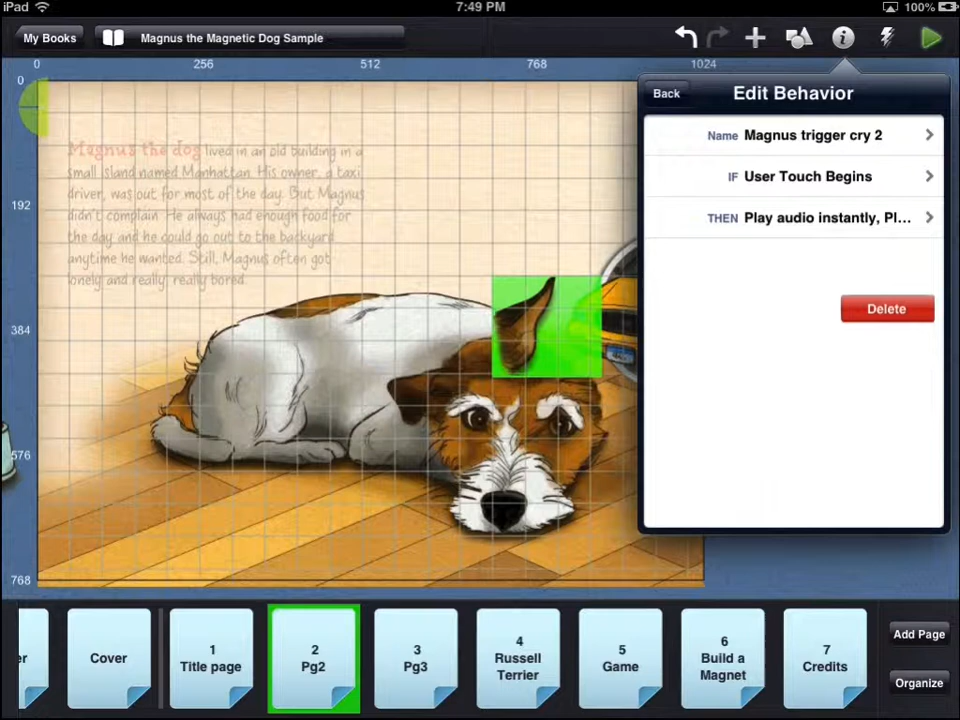 iPad
7:49 PM
100%
My Books
Magnus the Magnetic Dog Sample
0
256
512
768
1024
0
192
384
576
768
Magnus the dog lived in an old building in a
small island named Manhattan. His owner, a taxi
driver, was out for most of the day. But Magnus
didn't complain. He always had enough food for
the day and he could go out to the backyard
anytime he wanted. Still, Magnus often got
lonely and really, really bored.
Back
Edit Behavior
Name Magnus trigger cry 2
IF User Touch Begins
THEN Play audio instantly, Pl...
Delete
er
Cover
1
Title page
2
Pg2
3
Pg3
4
Russell
Terrier
5
Game
6
Build a
Magnet
7
Credits
Add Page
Organize